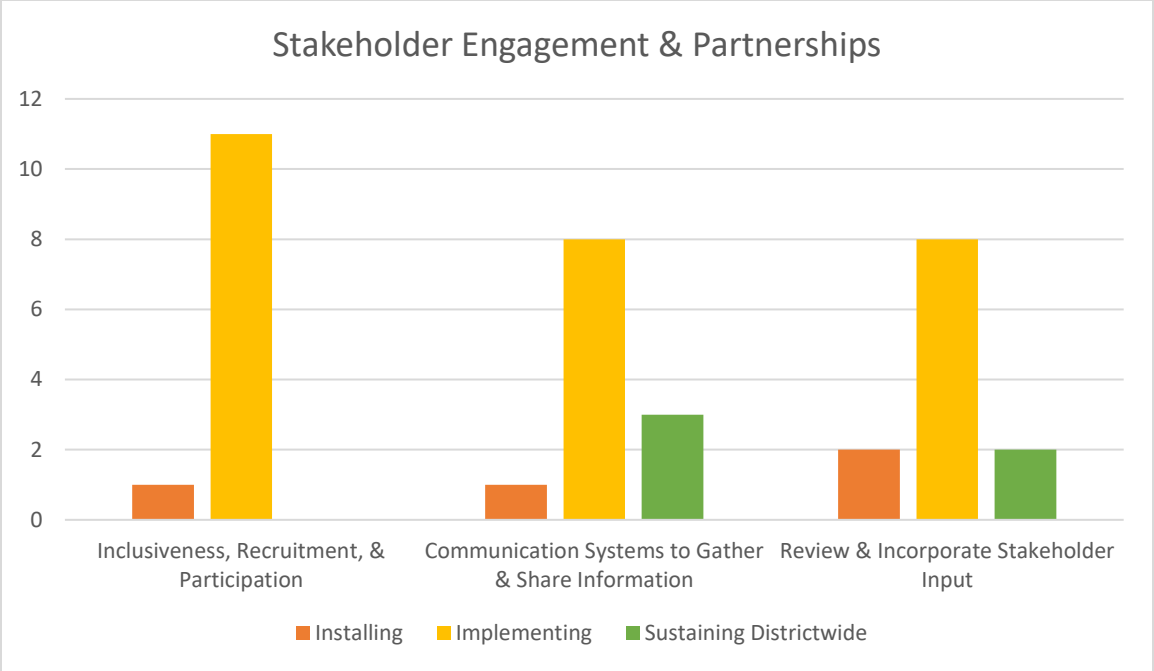 Stakeholder Engagement & Partnerships
12
10
8
6
4
2
0
Inclusiveness, Recruitment, &
Participation
Communication Systems to Gather
& Share Information
Review & Incorporate Stakeholder
Input
Installing
Implementing
Sustaining Districtwide